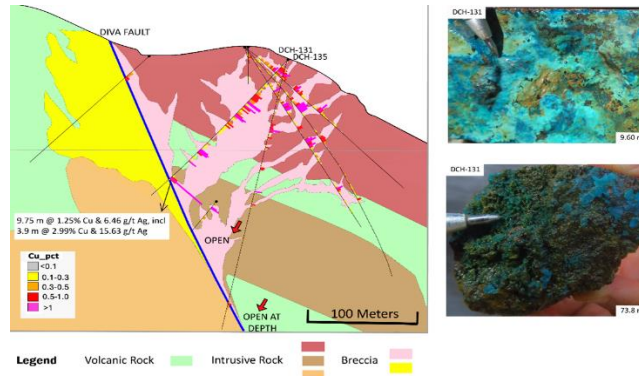 DIVA FAULT
DCH-131
DCH-135
9.75 m @ 1.25% Cu & 6.46 g/t Ag, incl
3.9 m @ 2.99% Cu & 15.63 g/t Ag
OPEN
OPEN AT
DEPTH
100 Meters
Cu_pct
<0.1
0.1-0.3
0.3-0.5
0.5-1.0
>1
Legend Volcanic Rock Intrusive Rock Breccia
DCH-131
9.60
DCH-131
73.8